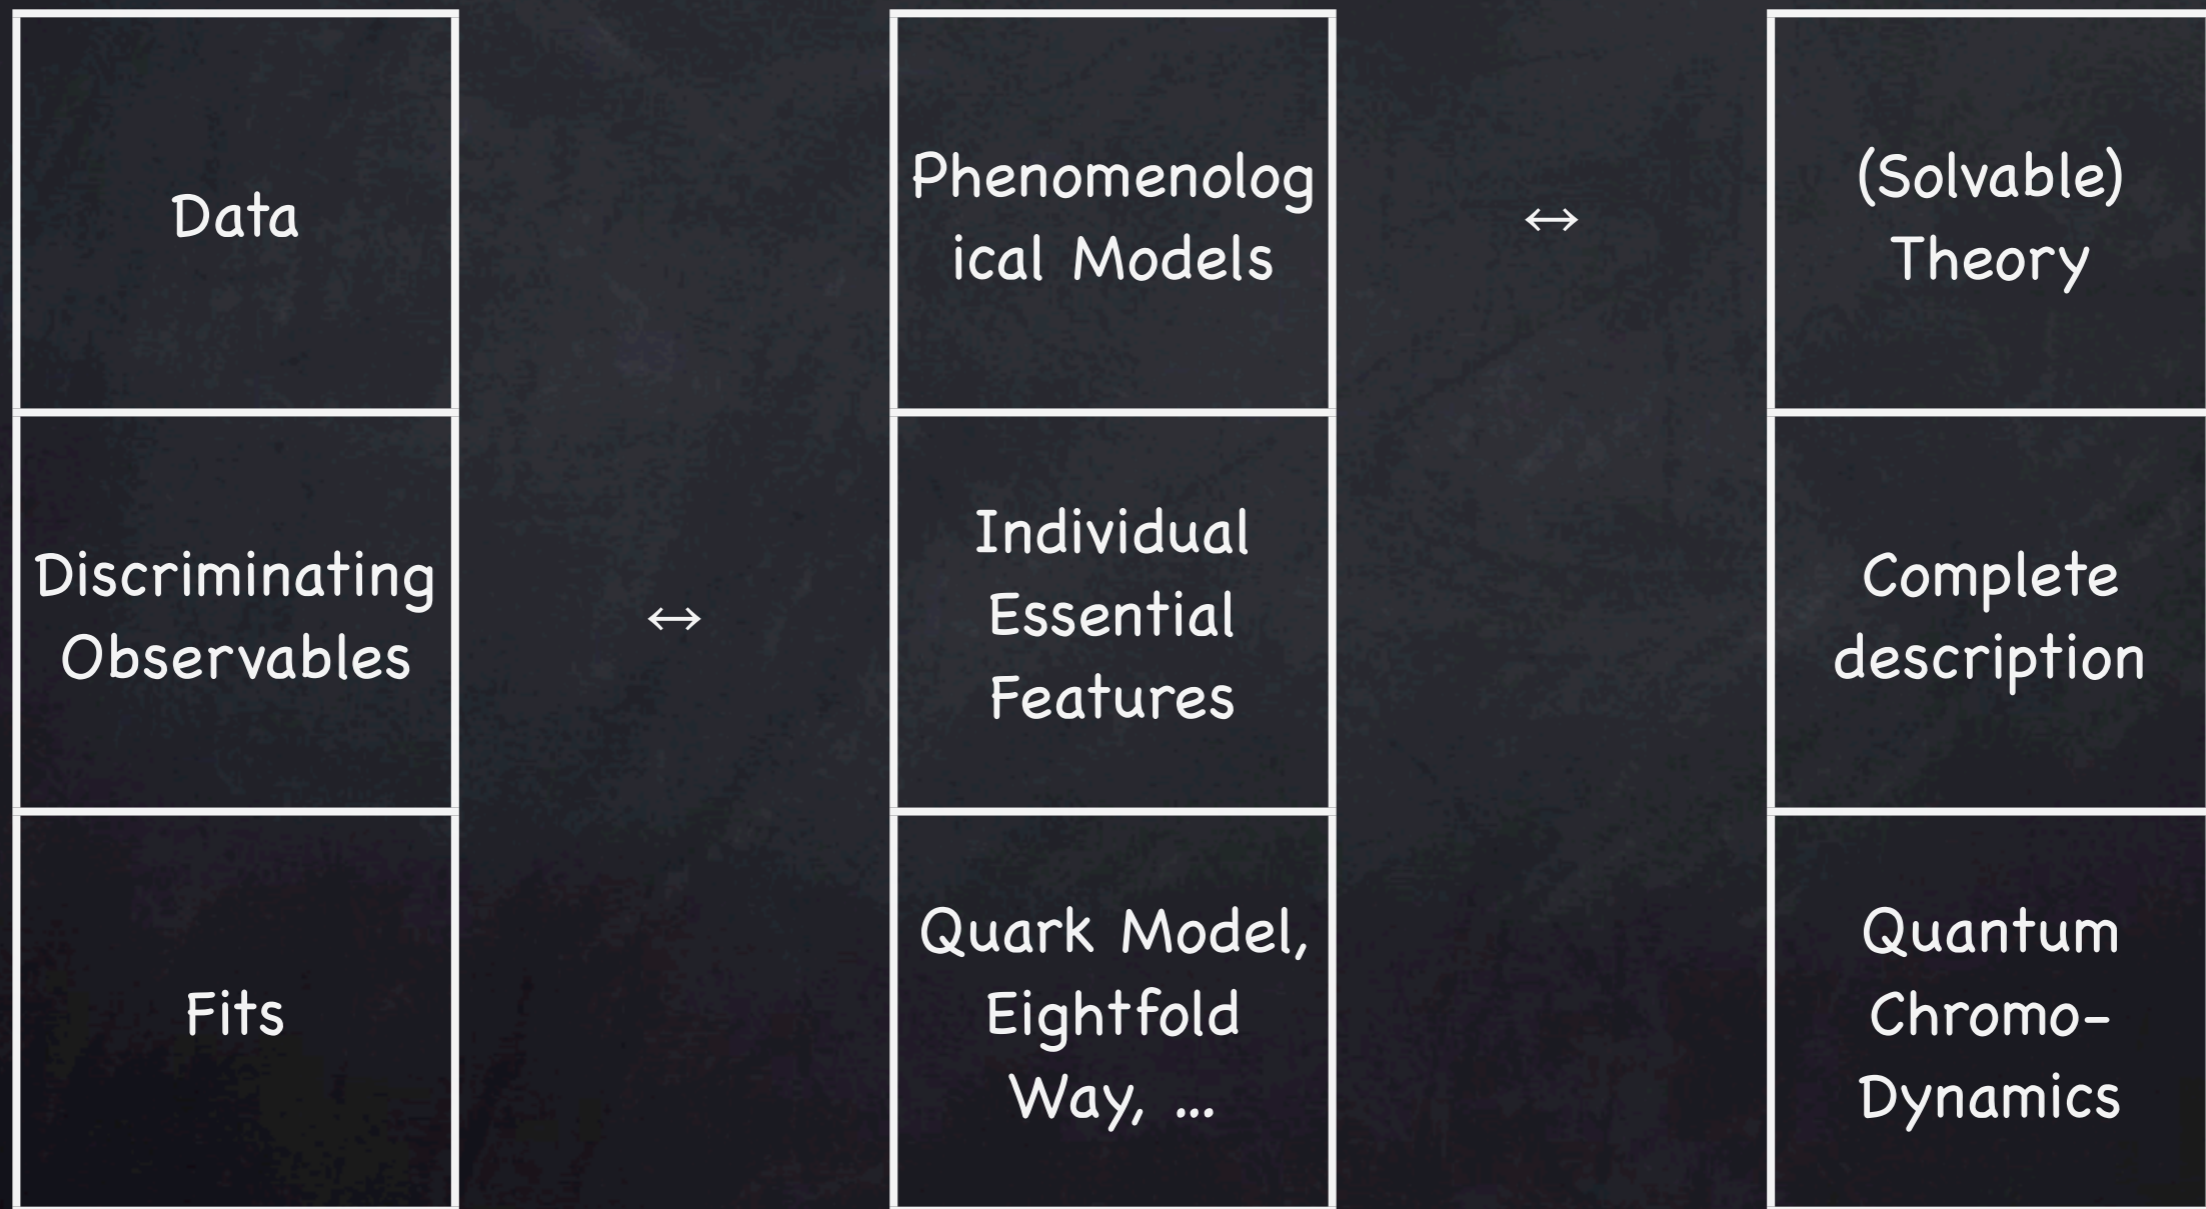 Data
Phenomenolog
ical Models
↔
(Solvable)
Theory
Discriminating
Observables
↔
Individual
Essential
Features
Complete
description
Fits
Quark Model,
Eightfold
Way, ...
Quantum
Chromo-
Dynamics